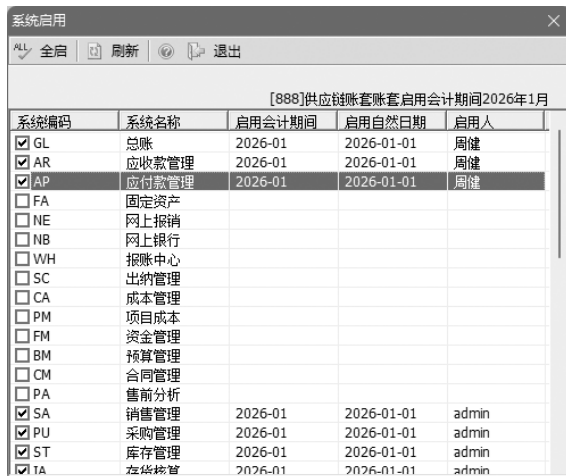 系统启用
ALL 全启 刷新 退出
[888]供应链账套账套启用会计期间2026年1月
系统编码 系统名称 启用会计期间 启用自然日期 启用人
GL 总账 2026-01 2026-01-01 周健
AR 应收款管理 2026-01 2026-01-01 周健
AP 应付款管理 2026-01 2026-01-01 周健
FA 固定资产
NE 网上报销
NB 网上银行
WH 报账中心
SC 出纳管理
CA 成本管理
PM 项目成本
FM 资金管理
BM 预算管理
CM 合同管理
PA 售前分析
SA 销售管理 2026-01 2026-01-01 admin
PU 采购管理 2026-01 2026-01-01 admin
ST 库存管理 2026-01 2026-01-01 admin
IA 存货核算 2026-01 2026-01-01 admin